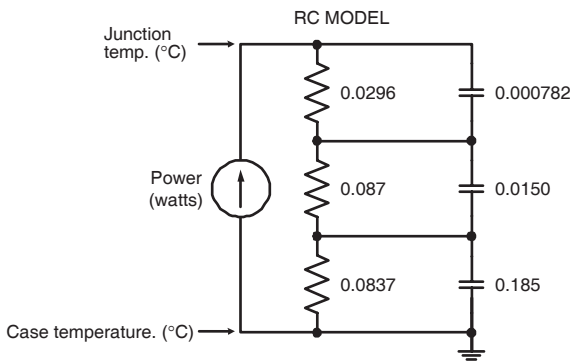 RC MODEL
Junction
temp. (°C)
0.0296
0.000782
Power
(watts)
0.087
0.0150
0.0837
0.185
Case temperature. (°C)